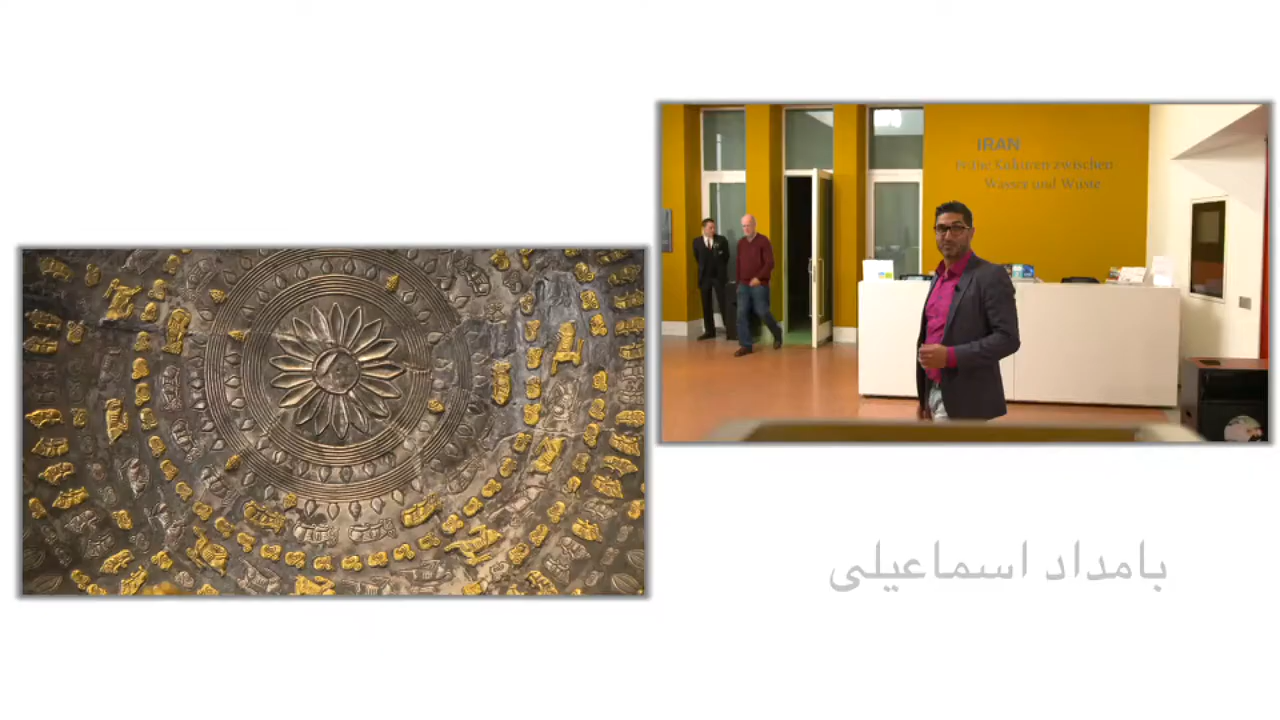 IRAN
Frühe Kulturen zwischen
Wasser und Wüste
بامداد اسماعیلی